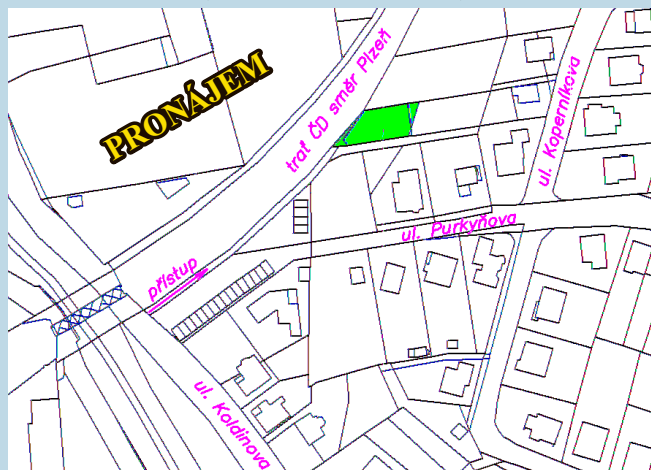 PRONÁJEM
trať ČD směr Plzeň
ul. Koperníkova
ul. Purkyňova
přístup
ul. Koldinova